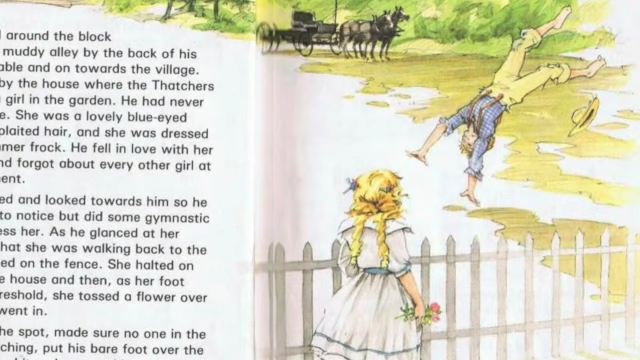 around the block
muddy alley by the back of his
able and on towards the village.
by the house where the Thatchers
girl in the garden. He had never
e. She was a lovely blue-eyed
plaited hair, and she was dressed
mer frock. He fell in love with her
nd forgot about every other girl at
ent.
ed and looked towards him so he
to notice but did some gymnastic
ess her. As he glanced at her
hat she was walking back to the
ed on the fence. She halted on
e house and then, as her foot
reshold, she tossed a flower over
went in.
he spot, made sure no one in the
ching, put his bare foot over the